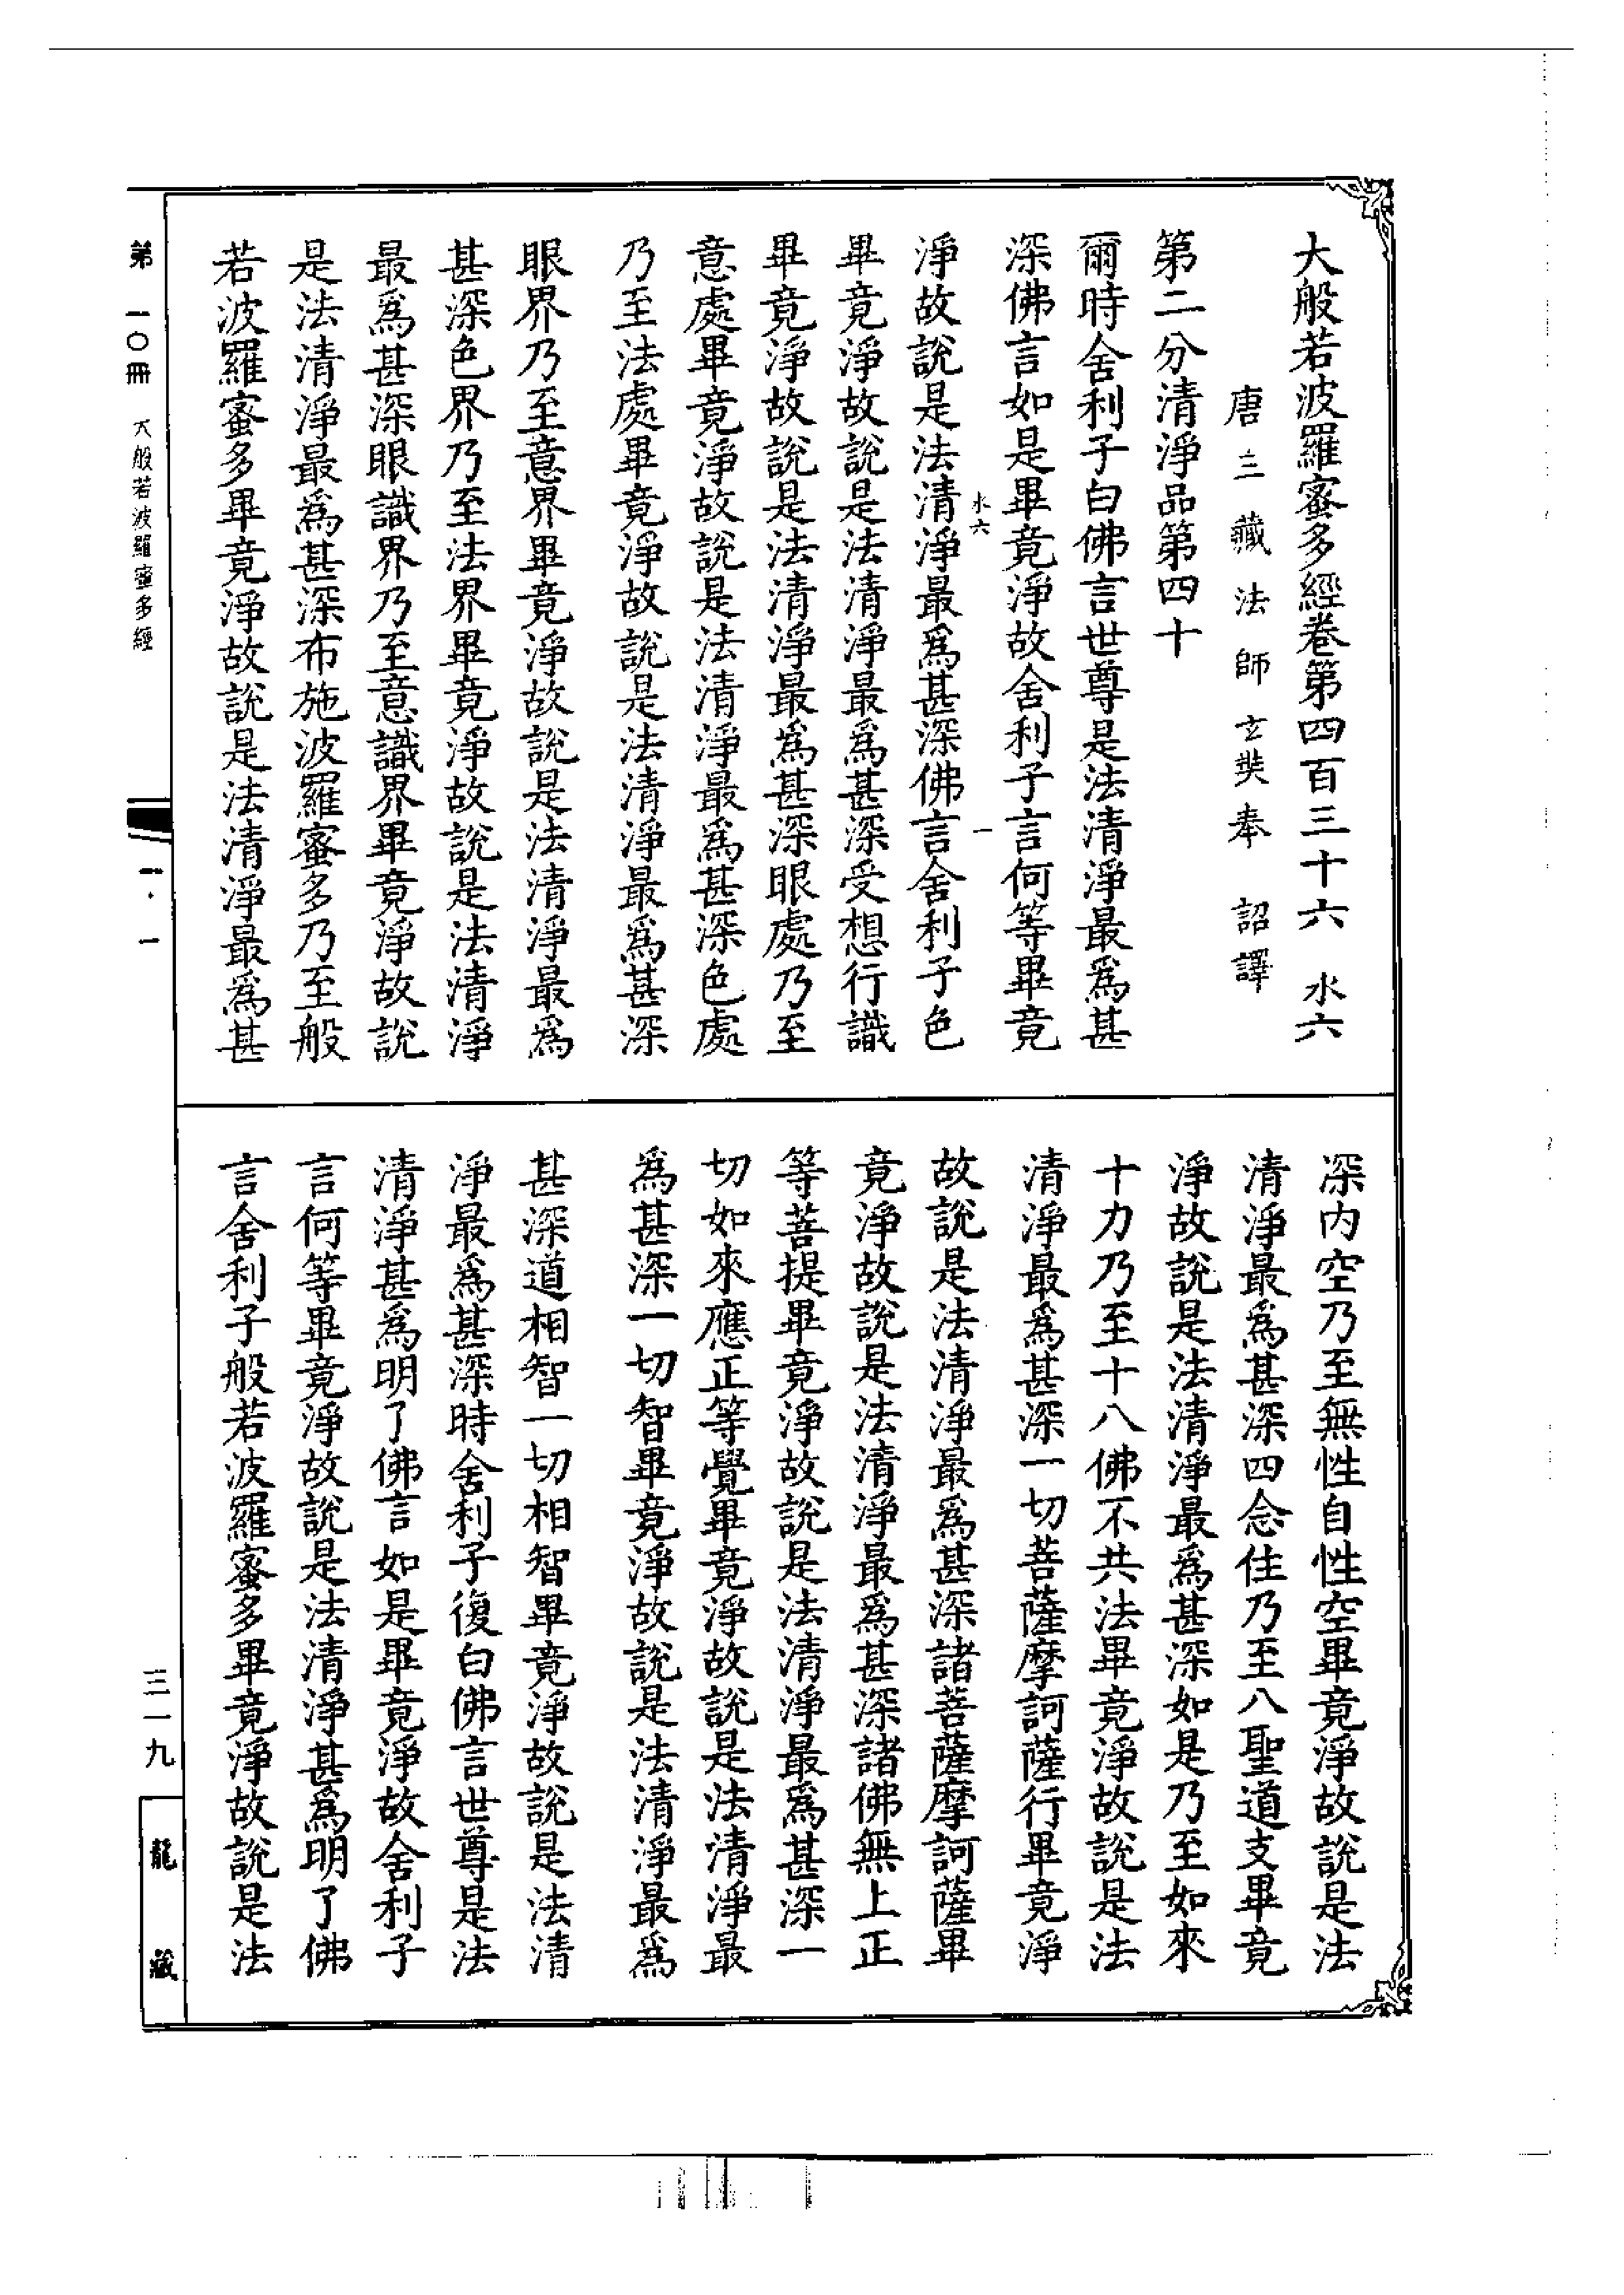 大般若波羅蜜多經卷第四百三十六　水六
唐三藏法師玄奘奉　詔譯
第二分清淨品第四十
爾時舍利子白佛言世尊是法清淨最爲甚
深佛言如是畢竟淨故舍利子言何等畢竟
水六　一
淨故說是法清淨最爲甚深佛言舍利子色
畢竟淨故說是法清淨最爲甚深受想行識
畢竟淨故說是法清淨最爲甚深眼處乃至
意處畢竟淨故說是法清淨最爲甚深色處
乃至法處畢竟淨故說是法清淨最爲甚深
眼界乃至意界畢竟淨故說是法清淨最爲
甚深色界乃至法界畢竟淨故說是法清淨
最爲甚深眼識界乃至意識界畢竟淨故說
是法清淨最爲甚深布施波羅蜜多乃至般
若波羅蜜多畢竟淨故說是法清淨最爲甚
深內空乃至無性自性空畢竟淨故說是法
清淨最爲甚深四念住乃至八聖道支畢竟
淨故說是法清淨最爲甚深如是乃至如來
十力乃至十八佛不共法畢竟淨故說是法
清淨最爲甚深一切菩薩摩訶薩行畢竟淨
故說是法清淨最爲甚深諸菩薩摩訶薩畢
竟淨故說是法清淨最爲甚深諸佛無上正
等菩提畢竟淨故說是法清淨最爲甚深一
切如來應正等覺畢竟淨故說是法清淨最
爲甚深一切智畢竟淨故說是法清淨最爲
甚深道相智一切相智畢竟淨故說是法清
淨最爲甚深時舍利子復白佛言世尊是法
清淨甚爲明了佛言如是畢竟淨故舍利子
言何等畢竟淨故說是法清淨甚爲明了佛
言舍利子般若波羅蜜多畢竟淨故說是法
第一〇冊　大般若波羅蜜多經
一·一
三一九
龍藏